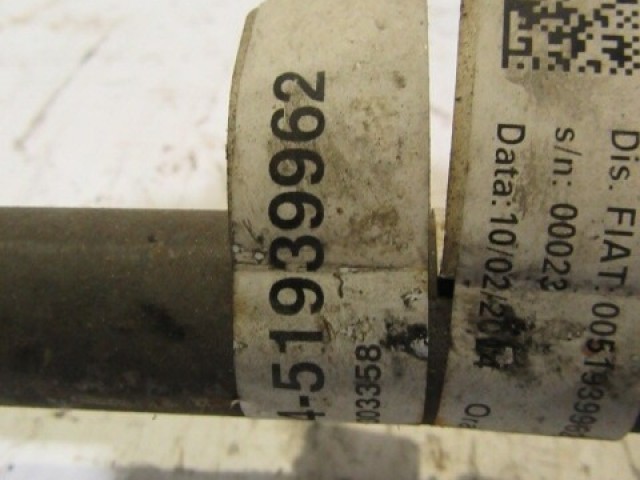 4-51939962
003358
Dis. FIAT: 0051939962
s/n: 00023
Data: 10/02/2014